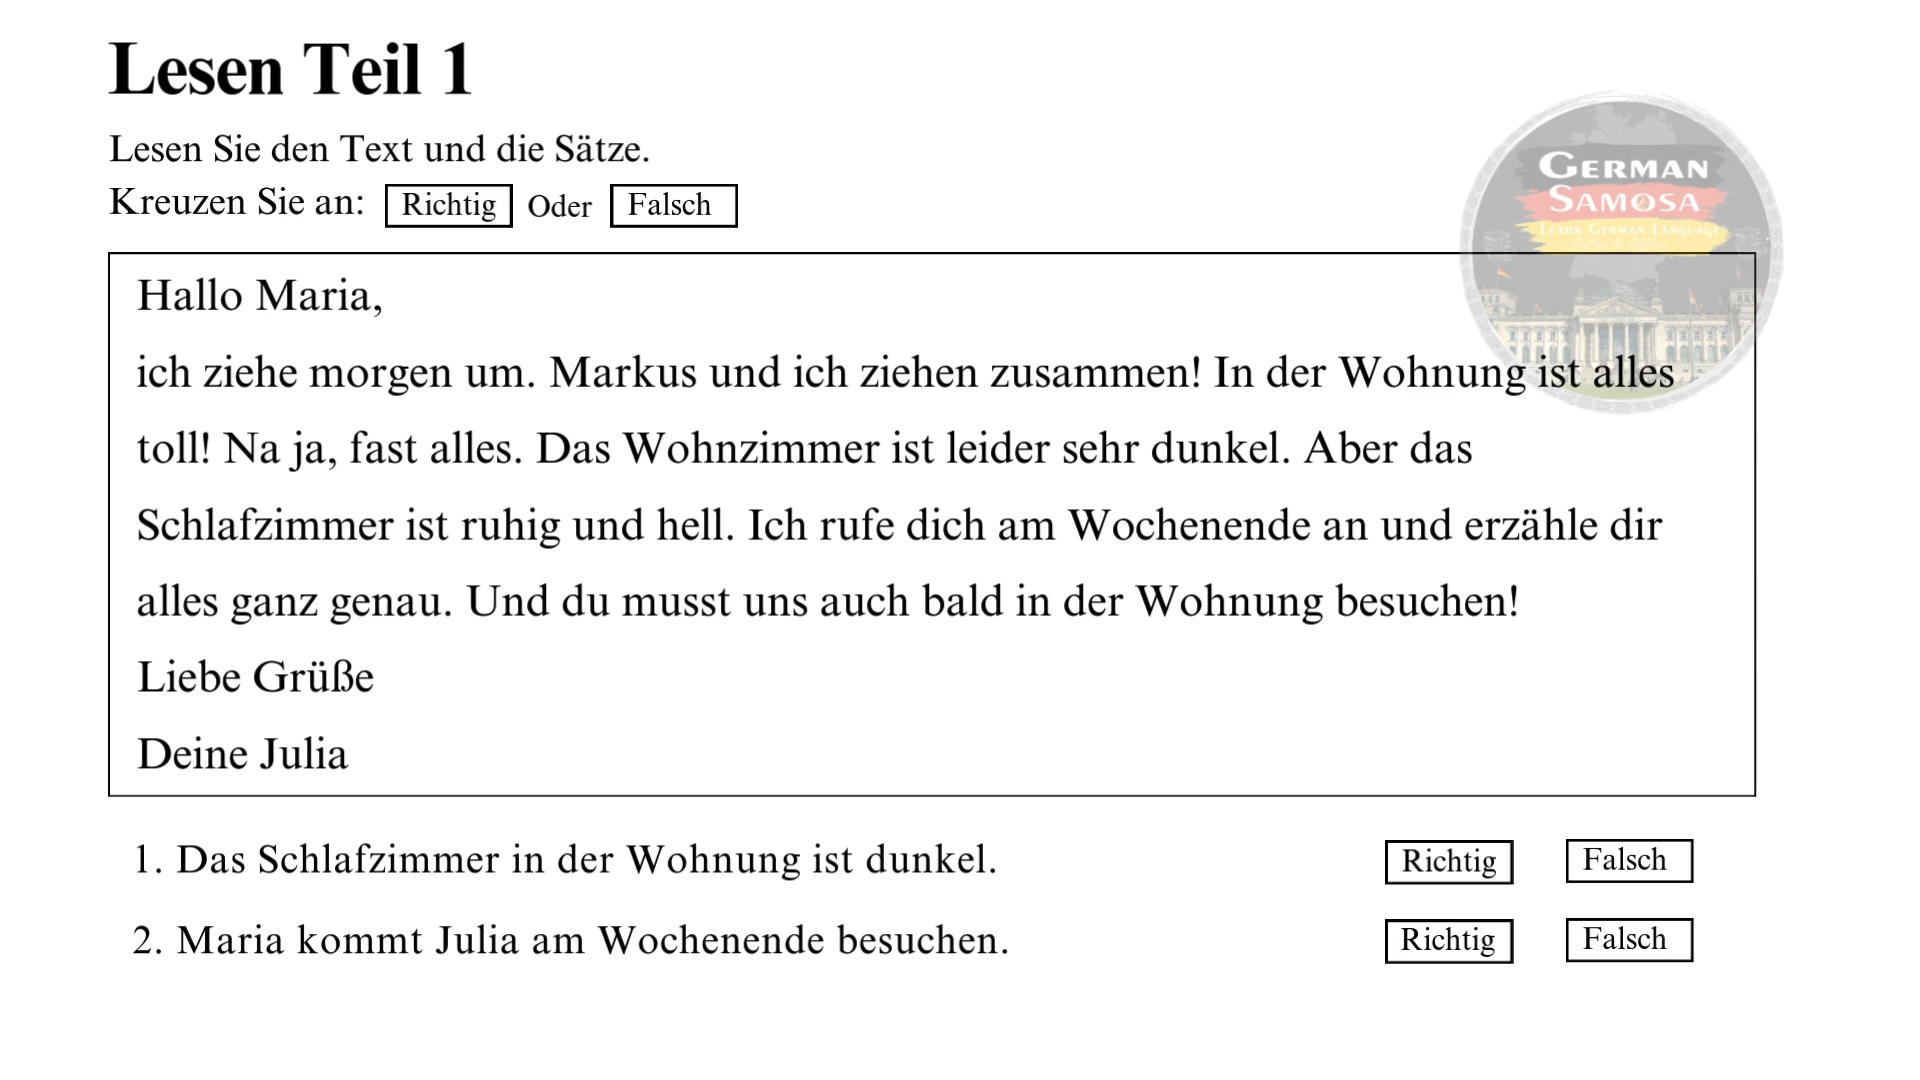 Lesen Teil 1
GERMAN
SAMOSA
LEARN GERMAN LANGUAGE
Lesen Sie den Text und die Sätze.
Kreuzen Sie an: Richtig Oder Falsch
Hallo Maria,
ich ziehe morgen um. Markus und ich ziehen zusammen! In der Wohnung ist alles
toll! Na ja, fast alles. Das Wohnzimmer ist leider sehr dunkel. Aber das
Schlafzimmer ist ruhig und hell. Ich rufe dich am Wochenende an und erzähle dir
alles ganz genau. Und du musst uns auch bald in der Wohnung besuchen!
Liebe Grüße
Deine Julia
1. Das Schlafzimmer in der Wohnung ist dunkel. Richtig Falsch
2. Maria kommt Julia am Wochenende besuchen. Richtig Falsch